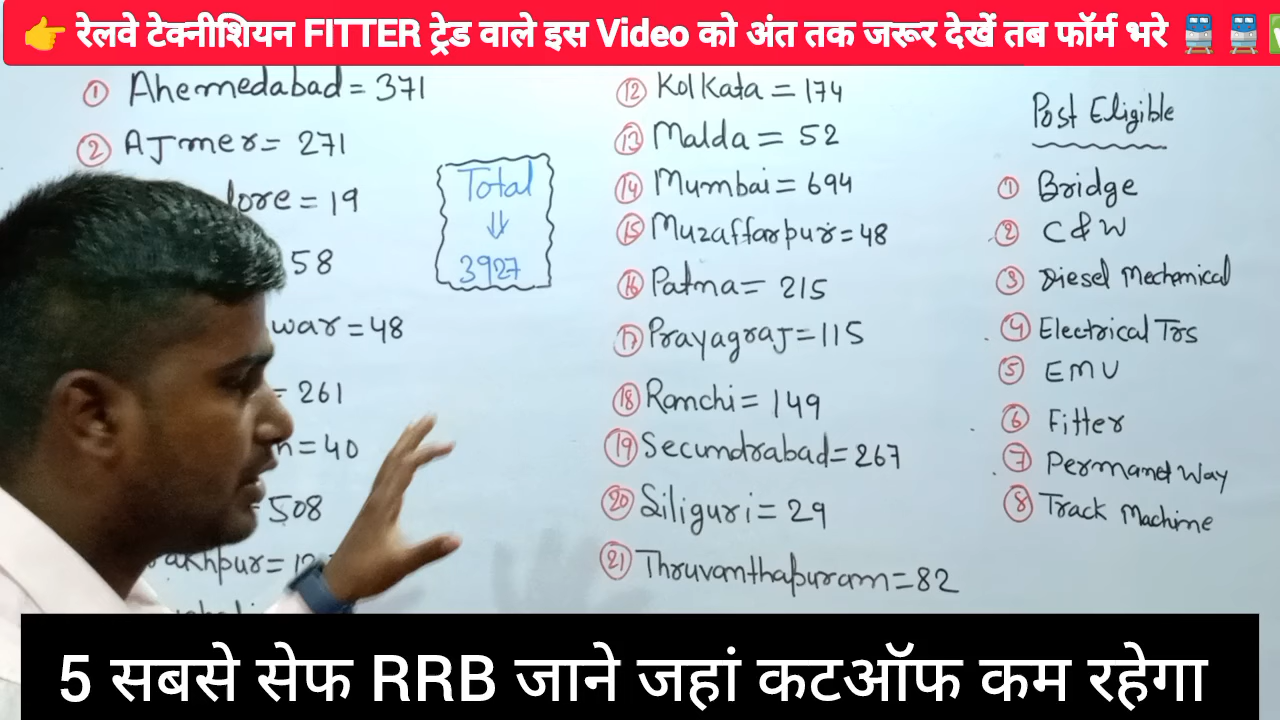 👉 रेलवे टेक्नीशियन FITTER ट्रेड वाले इस Video को अंत तक जरूर देखें तब फॉर्म भरे 🚆 🚆
① Ahemedabad = 371
② AJmer = 271
lore = 19
58
war = 48
= 261
n = 40
= 508
akhpur =
Total
⇓
3927
⑫ Kolkata = 174
⑬ Malda = 52
⑭ Mumbai = 694
⑮ Muzaffarpur = 48
⑯ Patna = 215
⑰ PrayagraJ = 115
⑱ Ranchi = 149
⑲ Secundrabad = 267
⑳ Siliguri = 29
㉑ Thruvanthapuram = 82
Post Eligible
① Bridge
② C & W
③ Diesel Mechanical
④ Electrical Trs
⑤ EMU
⑥ Fitter
⑦ Permanant Way
⑧ Track Machine
5 सबसे सेफ RRB जाने जहां कटऑफ कम रहेगा